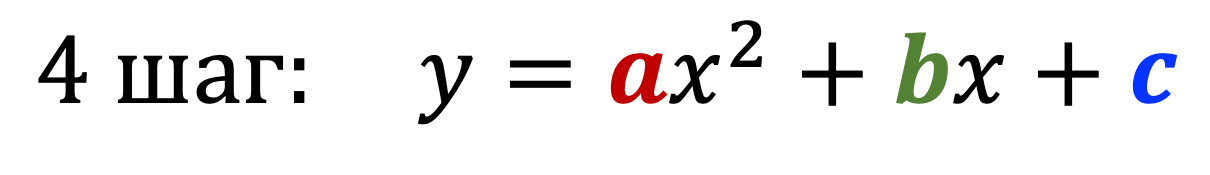 4 шаг: y = ax² + bx + c